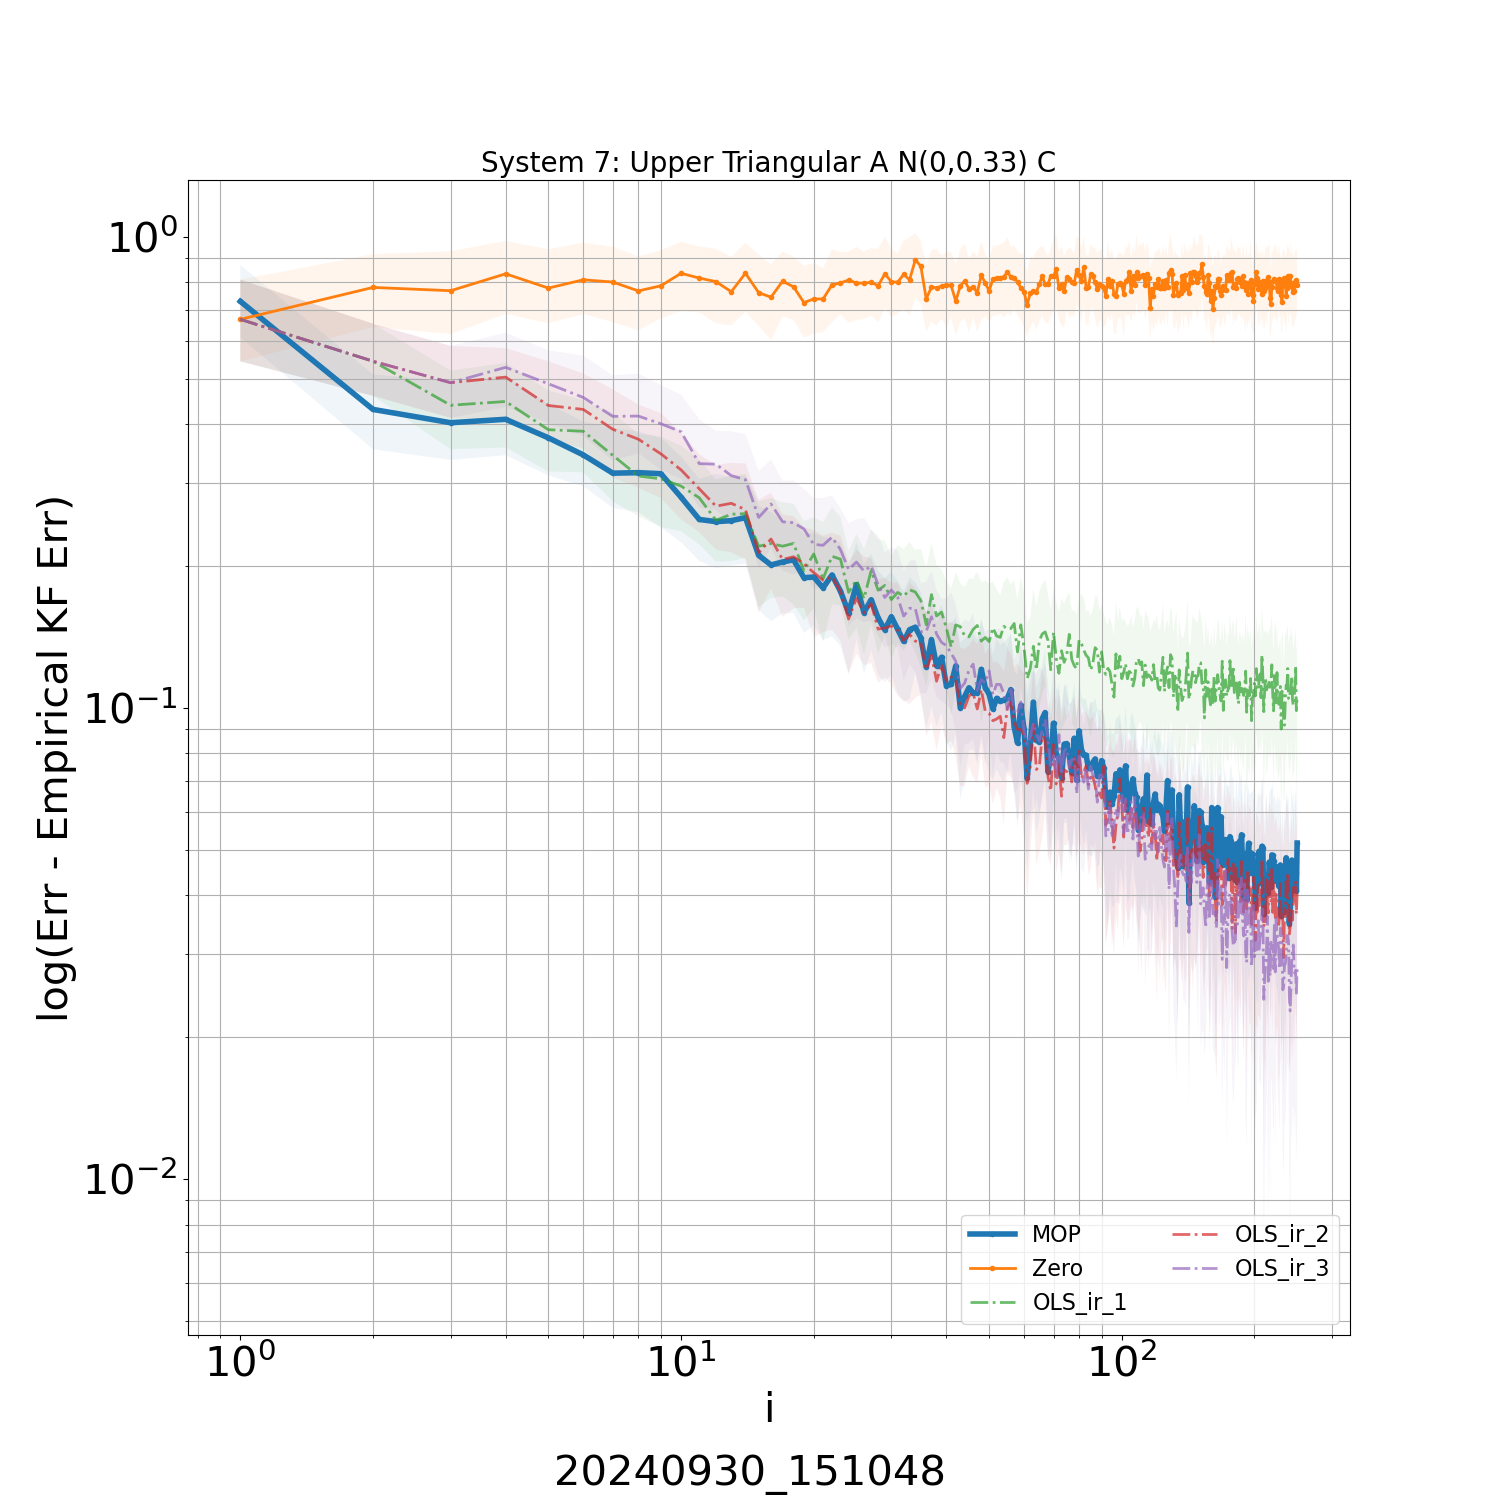 System 7: Upper Triangular A N(0,0.33) C
log(Err - Empirical KF Err)
10⁰
10⁻¹
10⁻²
MOP
Zero
OLS_ir_1
OLS_ir_2
OLS_ir_3
10⁰ 10¹ 10²
i
20240930_151048